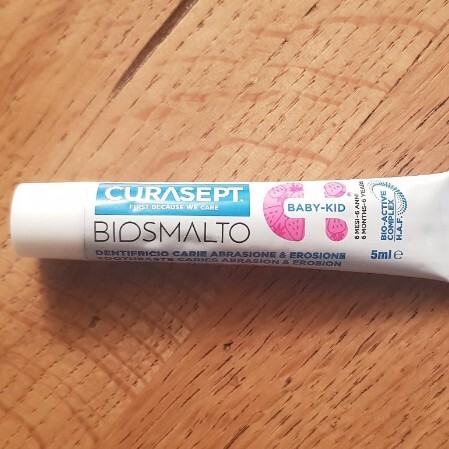 CURASEPT
FIRST BECAUSE WE CARE
BIOSMALTO
DENTIFRICIO CARIE ABRASIONE & EROSIONE
TOOTHPASTE CARIES ABRASION & EROSION
BABY-KID
6 MESI-6 ANNI
6 MONTHS-6 YEARS
BIO-ACTIVE
COMPLEX
H.A.F.
5ml e